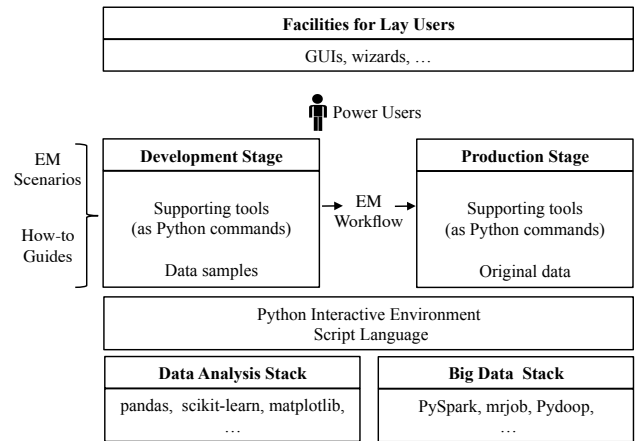 Facilities for Lay Users
GUIs, wizards, …
Power Users
EM
Scenarios
How-to
Guides
Development Stage
Supporting tools
(as Python commands)
Data samples
EM
Workflow
Production Stage
Supporting tools
(as Python commands)
Original data
Python Interactive Environment
Script Language
Data Analysis Stack
pandas, scikit-learn, matplotlib,
…
Big Data Stack
PySpark, mrjob, Pydoop,
…